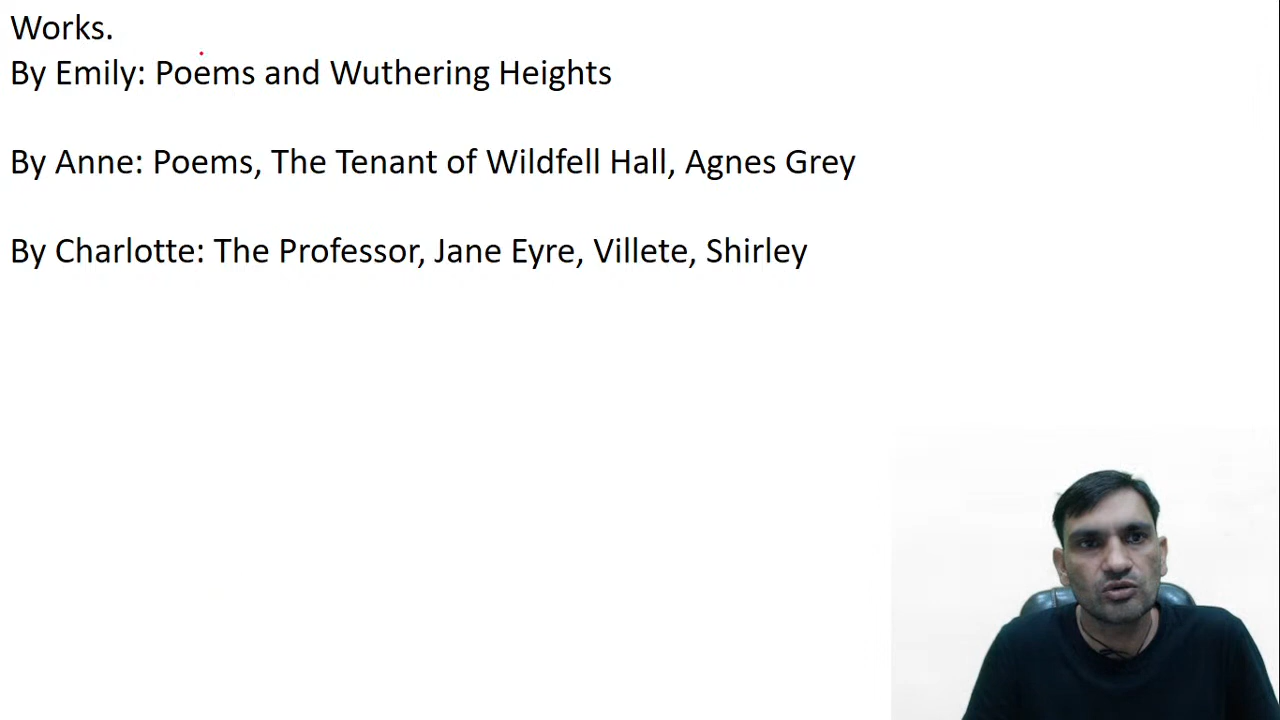 Works.
By Emily: Poems and Wuthering Heights
By Anne: Poems, The Tenant of Wildfell Hall, Agnes Grey
By Charlotte: The Professor, Jane Eyre, Villete, Shirley